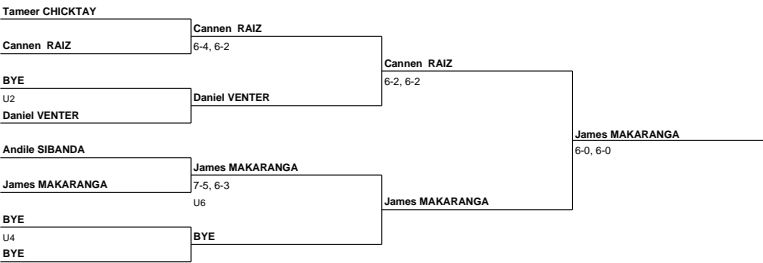 Tameer CHICKTAY
Cannen RAIZ
Cannen RAIZ
6-4, 6-2
Cannen RAIZ
BYE
6-2, 6-2
U2
Daniel VENTER
Daniel VENTER
James MAKARANGA
Andile SIBANDA
6-0, 6-0
James MAKARANGA
James MAKARANGA
7-5, 6-3
U6
James MAKARANGA
BYE
U4
BYE
BYE